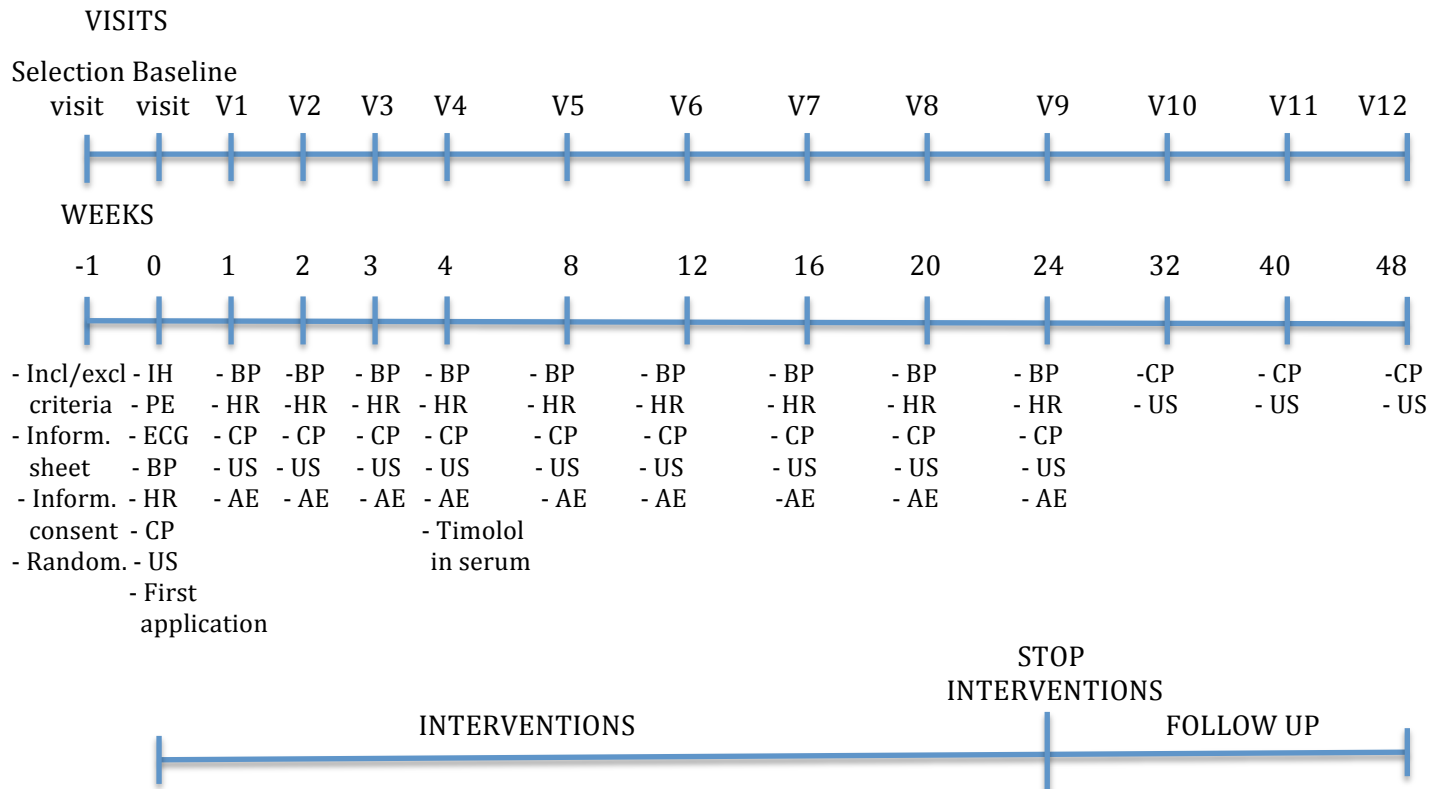 VISITS
Selection Baseline
visit visit V1 V2 V3 V4 V5 V6 V7 V8 V9 V10 V11 V12
WEEKS
-1 0 1 2 3 4 8 12 16 20 24 32 40 48
- Incl/excl - IH - BP -BP - BP - BP - BP - BP - BP - BP - BP -CP - CP -CP
criteria - PE - HR -HR - HR - HR - HR - HR - HR - HR - HR - US - US - US
- Inform. - ECG - CP - CP - CP - CP - CP - CP - CP - CP - CP
sheet - BP - US - US - US - US - US - US - US - US - US
- Inform. - HR - AE - AE - AE - AE - AE - AE -AE - AE - AE
consent - CP - Timolol
- Random. - US in serum
- First
application
STOP
INTERVENTIONS
INTERVENTIONS FOLLOW UP